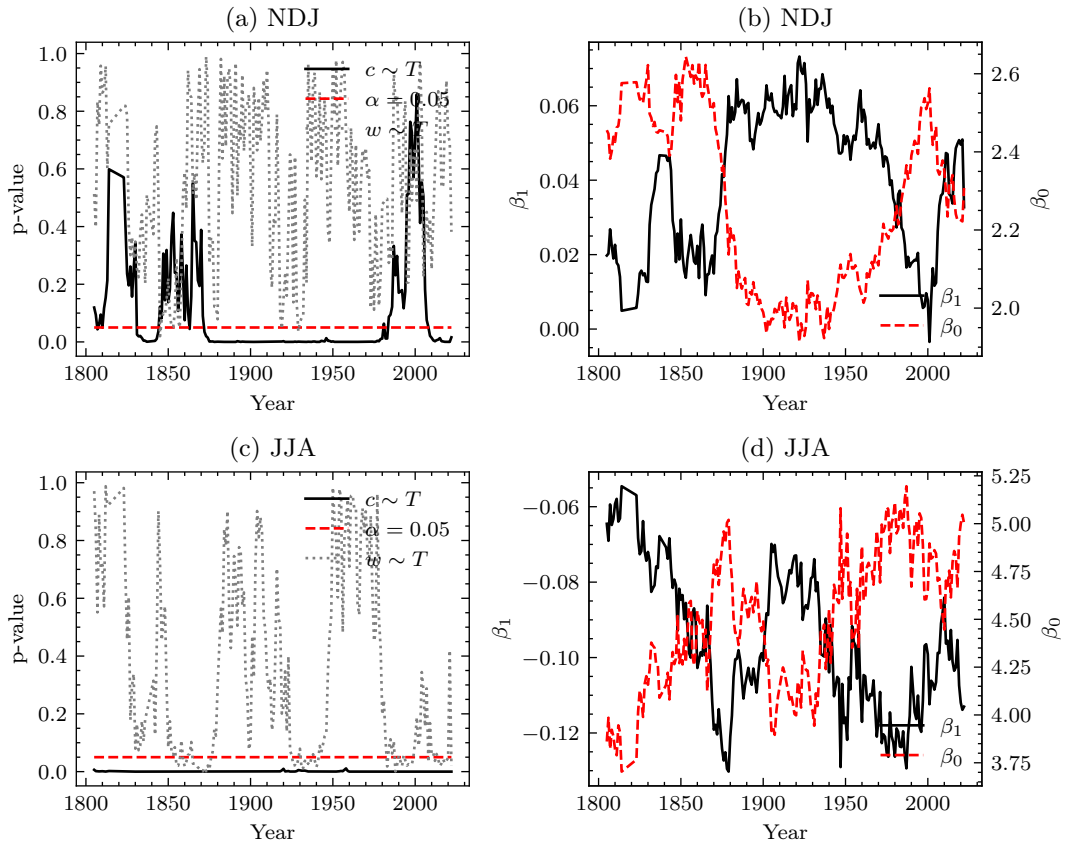 (a) NDJ
p-value
1.0
0.8
0.6
0.4
0.2
0.0
c ∼ T
α = 0.05
w ∼ T
1800 1850 1900 1950 2000
Year
(b) NDJ
β₁
0.06
0.04
0.02
0.00
2.6
2.4
2.2
2.0
β₀
β₁
β₀
1800 1850 1900 1950 2000
Year
(c) JJA
p-value
1.0
0.8
0.6
0.4
0.2
0.0
c ∼ T
α = 0.05
w ∼ T
1800 1850 1900 1950 2000
Year
(d) JJA
β₁
−0.06
−0.08
−0.10
−0.12
5.25
5.00
4.75
4.50
4.25
4.00
3.75
β₀
β₁
β₀
1800 1850 1900 1950 2000
Year